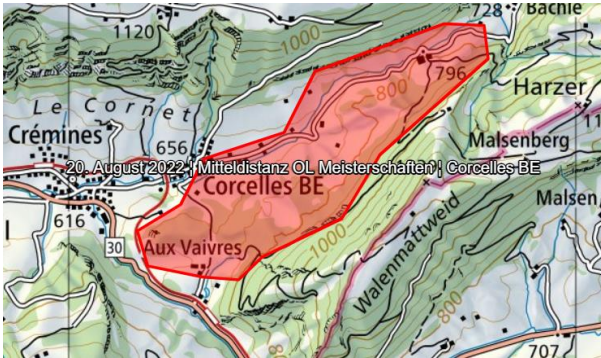 728
Bächle
1120
1000
796
800
Harzer
Le Cornet
Crémines
656
Malsenberg
20. August 2022 ¦ Mitteldistanz OL Meisterschaften ¦ Corcelles BE
Corcelles BE
Malsen
616
30
Aux Vaivres
1000
Walenmattweid
800
707